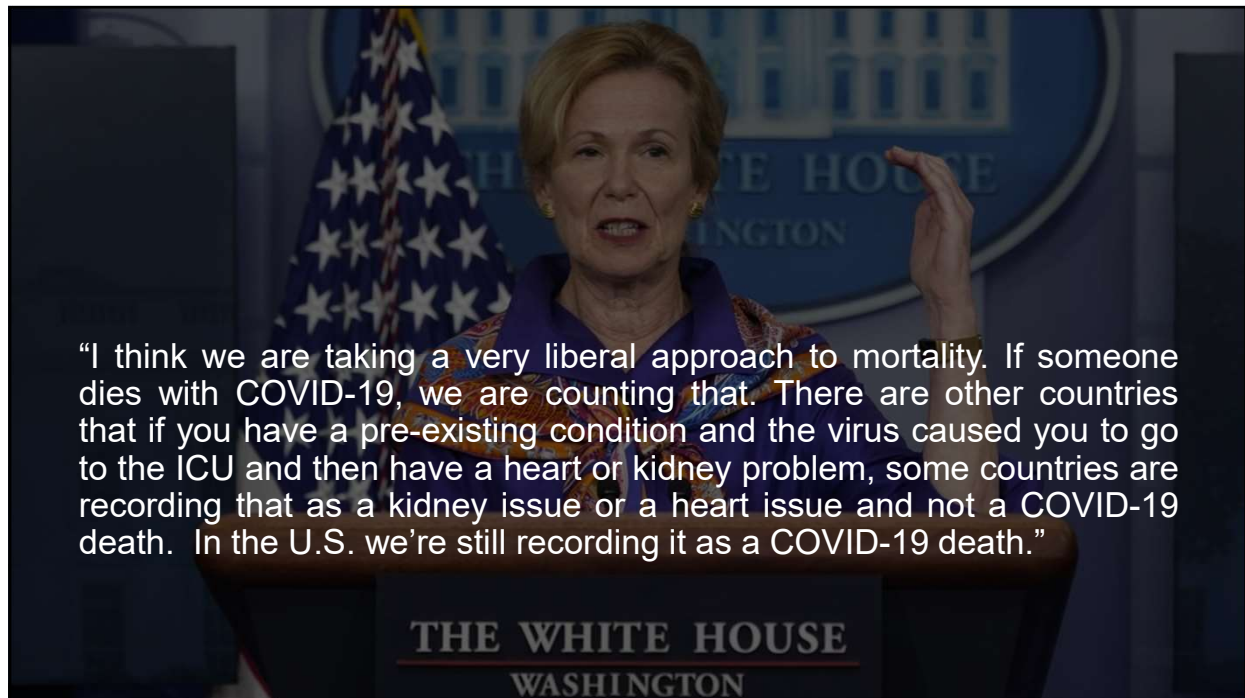 THE WHITE HOUSE
WASHINGTON
“I think we are taking a very liberal approach to mortality. If someone
dies with COVID-19, we are counting that. There are other countries
that if you have a pre-existing condition and the virus caused you to go
to the ICU and then have a heart or kidney problem, some countries are
recording that as a kidney issue or a heart issue and not a COVID-19
death.  In the U.S. we’re still recording it as a COVID-19 death.”
THE WHITE HOUSE
WASHINGTON